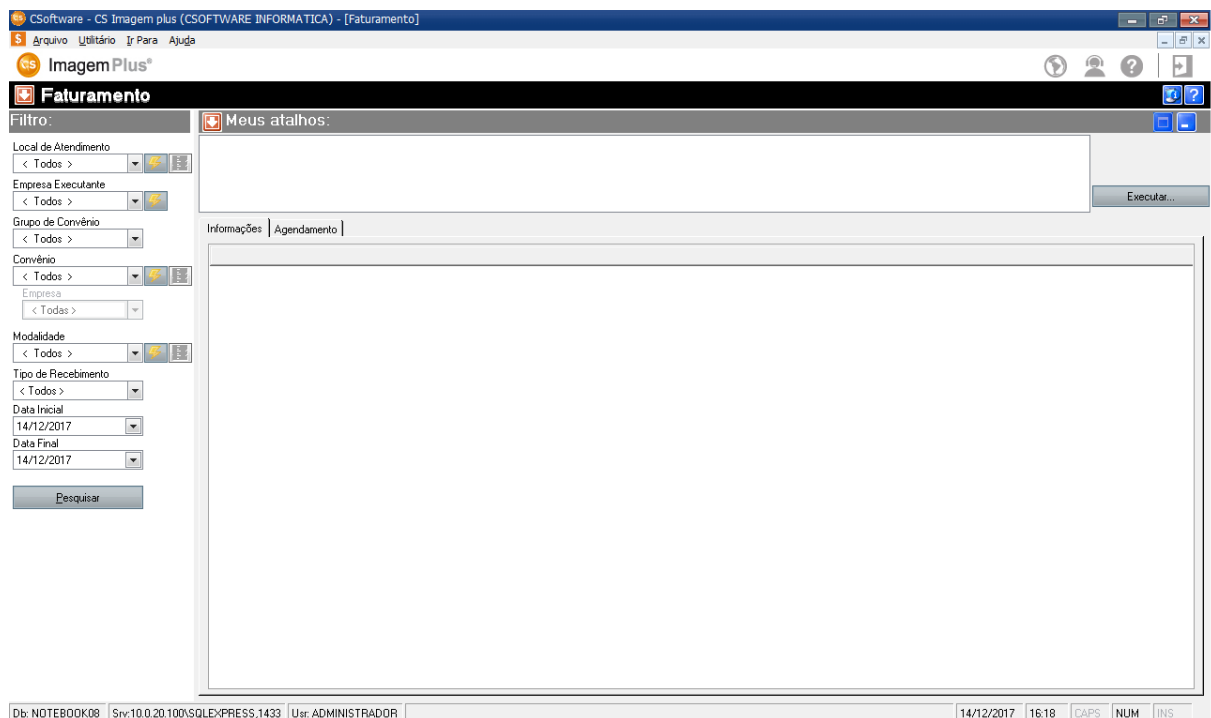 CSoftware - CS Imagem plus (CSOFTWARE INFORMATICA) - [Faturamento]
Arquivo Utilitário Ir Para Ajuda
CS ImagemPlus®
Faturamento
Filtro:
Meus atalhos:
Local de Atendimento
< Todos >
Empresa Executante
< Todos >
Executar...
Grupo de Convênio
< Todos >
Informações Agendamento
Convênio
< Todos >
Empresa
< Todas >
Modalidade
< Todos >
Tipo de Recebimento
< Todos >
Data Inicial
14/12/2017
Data Final
14/12/2017
Pesquisar
Db: NOTEBOOK08 Srv:10.0.20.100\SQLEXPRESS,1433 Usr: ADMINISTRADOR 14/12/2017 16:18 CAPS NUM INS